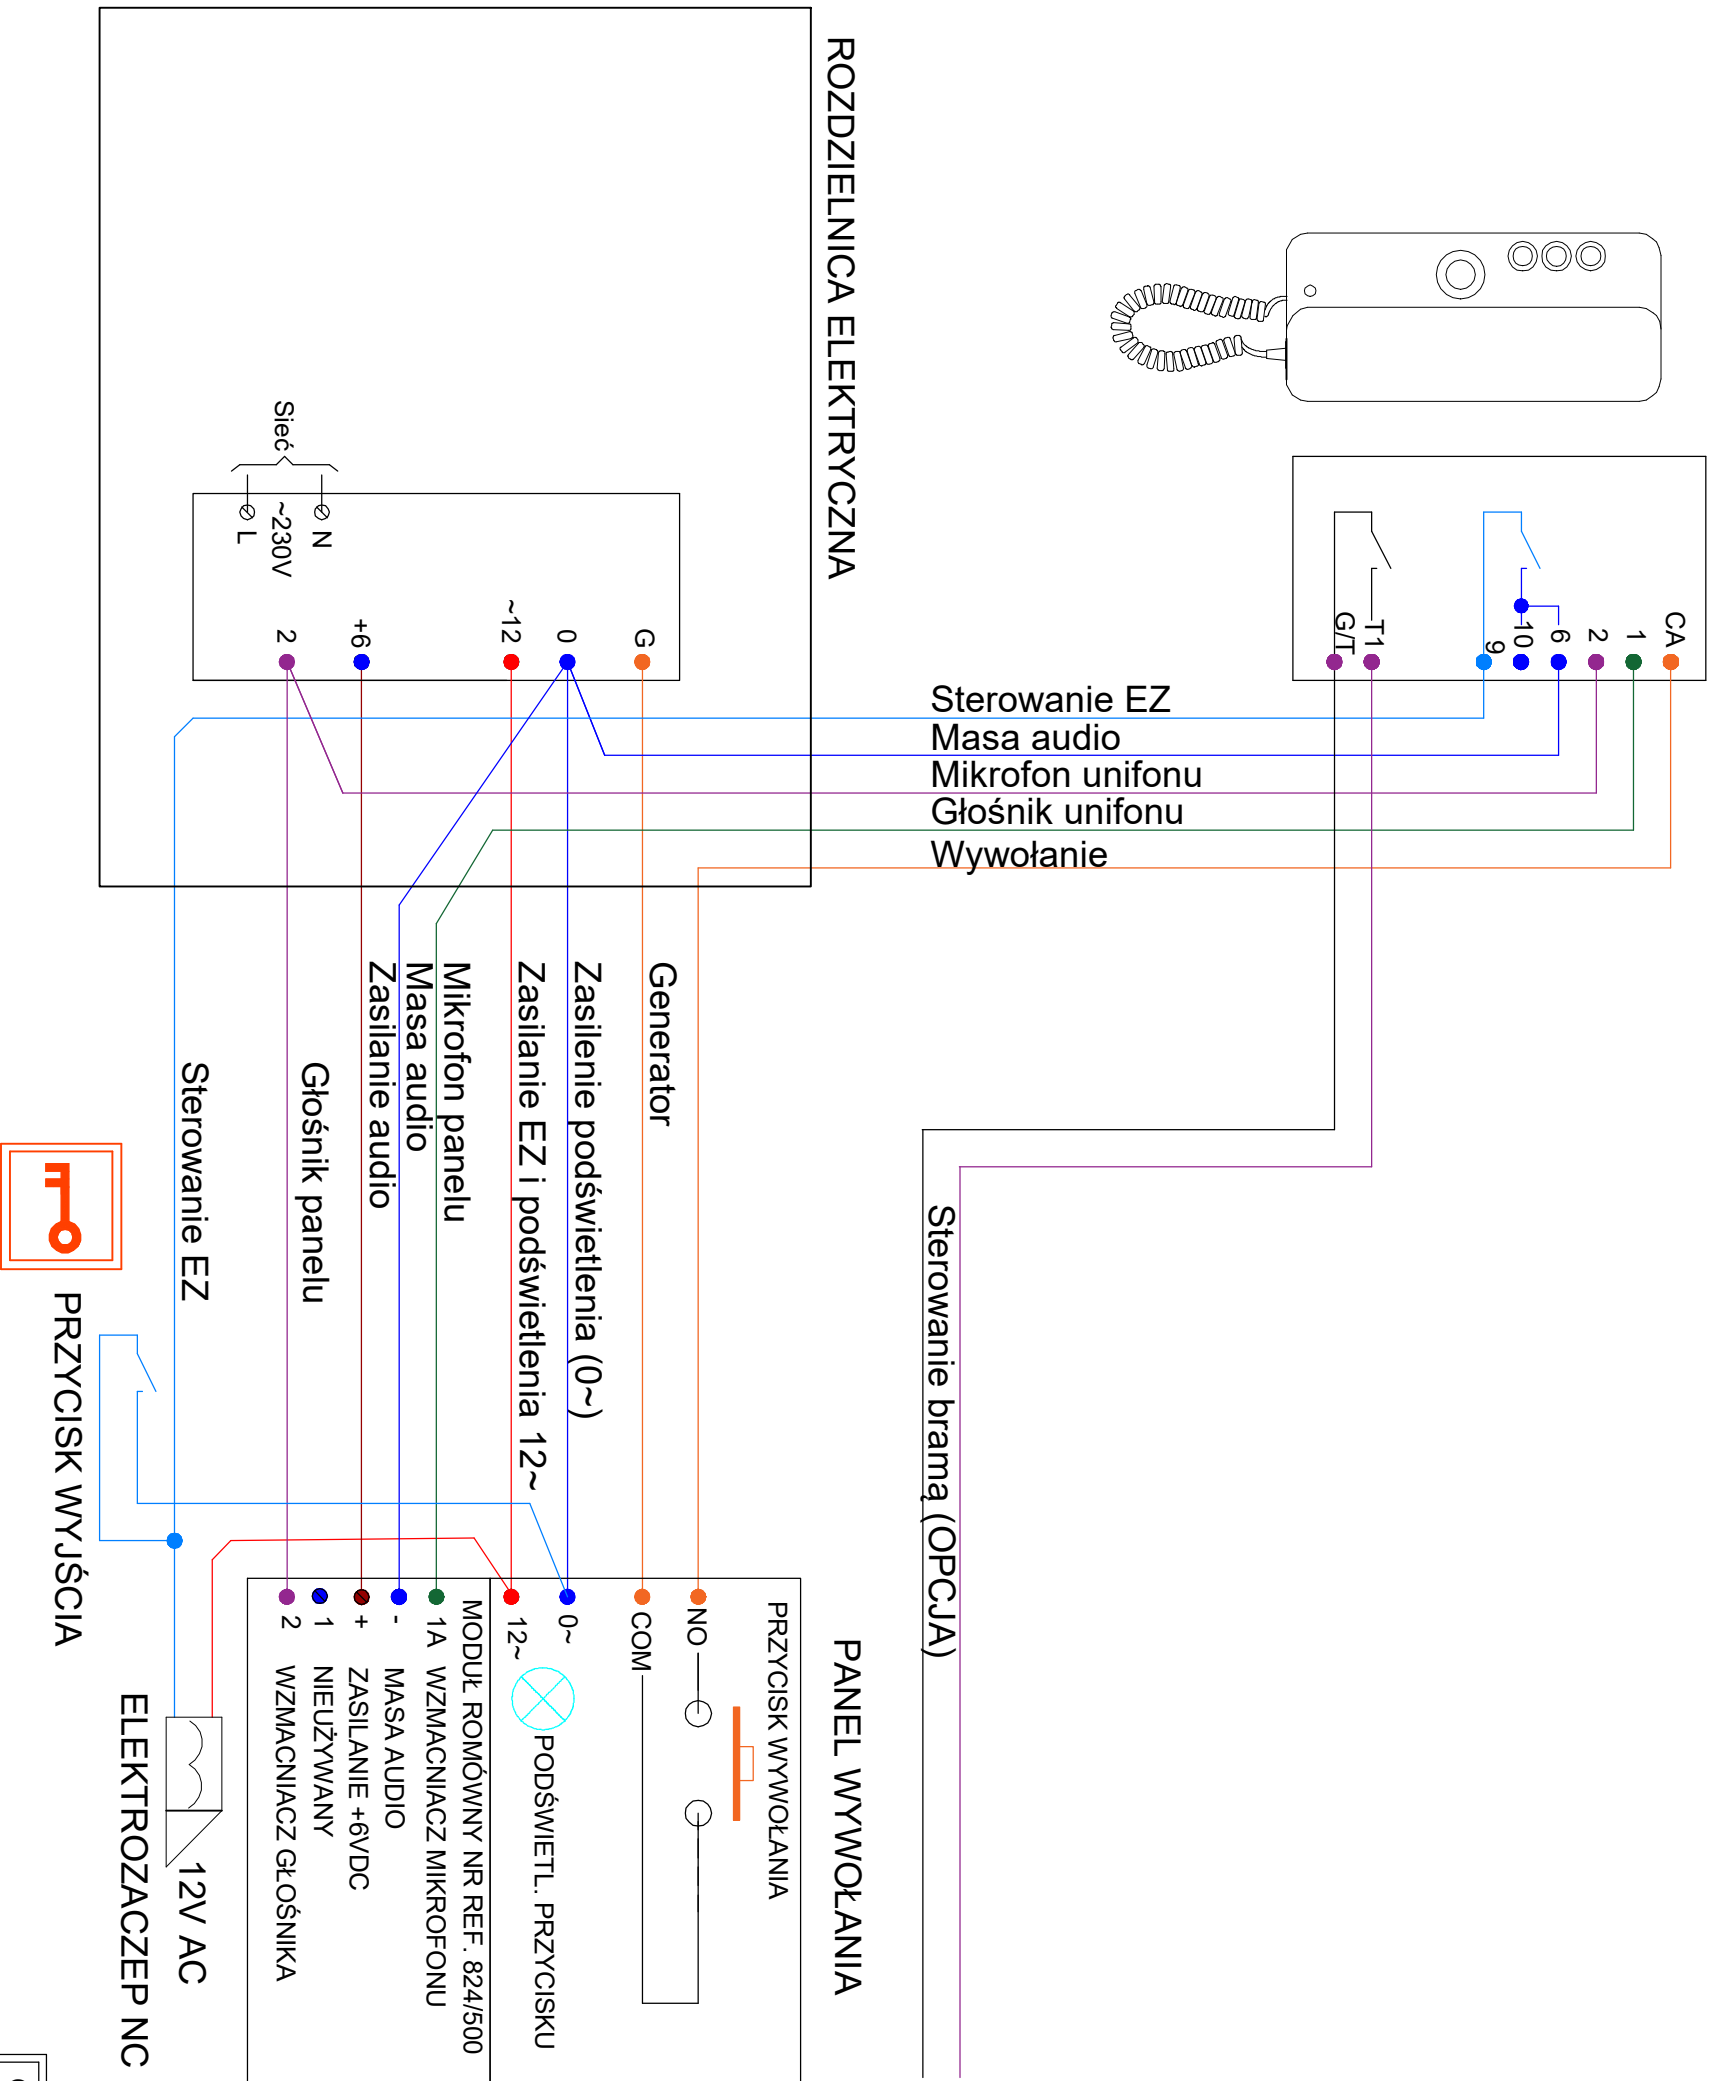 ROZDZIELNICA ELEKTRYCZNA
Sieć
N
~230V
L
G
0
~12
+6
2
CA
1
2
6
10
9
T1
G/T
Sterowanie EZ
Masa audio
Mikrofon unifonu
Głośnik unifonu
Wywołanie
Generator
Zasilenie podświetlenia (0~)
Zasilanie EZ i podświetlenia 12~
Mikrofon panelu
Masa audio
Zasilanie audio
Głośnik panelu
Sterowanie EZ
Sterowanie bramą (OPCJA)
PRZYCISK WYJŚCIA
PANEL WYWOŁANIA
PRZYCISK WYWOŁANIA
NO
COM
0~
12~
PODŚWIETL. PRZYCISKU
MODUŁ ROMÓWNY NR REF. 824/500
1A WZMACNIACZ MIKROFONU
- MASA AUDIO
+ ZASILANIE +6VDC
1 NIEUŻYWANY
2 WZMACNIACZ GŁOŚNIKA
12V AC
ELEKTROZACZEP NC